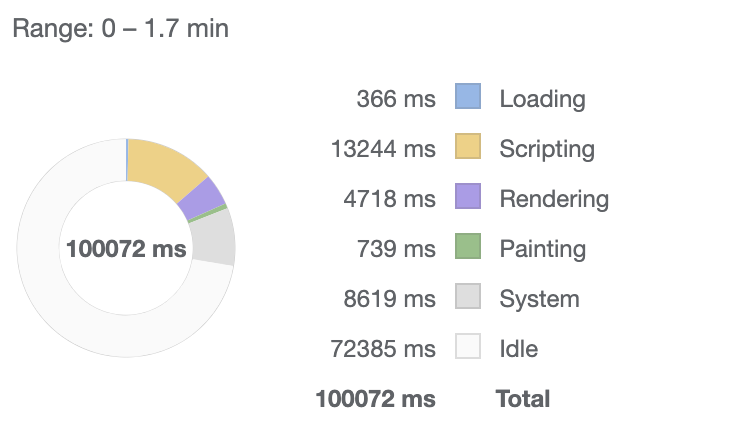 Range: 0 – 1.7 min
366 ms Loading
13244 ms Scripting
4718 ms Rendering
100072 ms
739 ms Painting
8619 ms System
72385 ms Idle
100072 ms Total